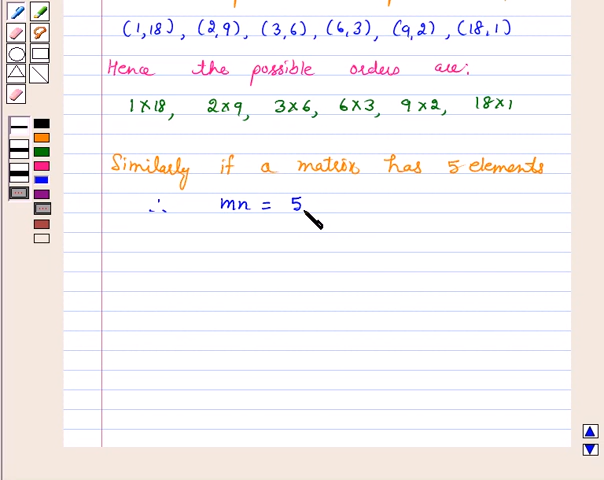 (1,18), (2,9), (3,6), (6,3), (9,2), (18,1)
Hence the possible orders are:
1×18, 2×9, 3×6, 6×3, 9×2, 18×1
Similarly if a matrix has 5 elements
∴ mn = 5